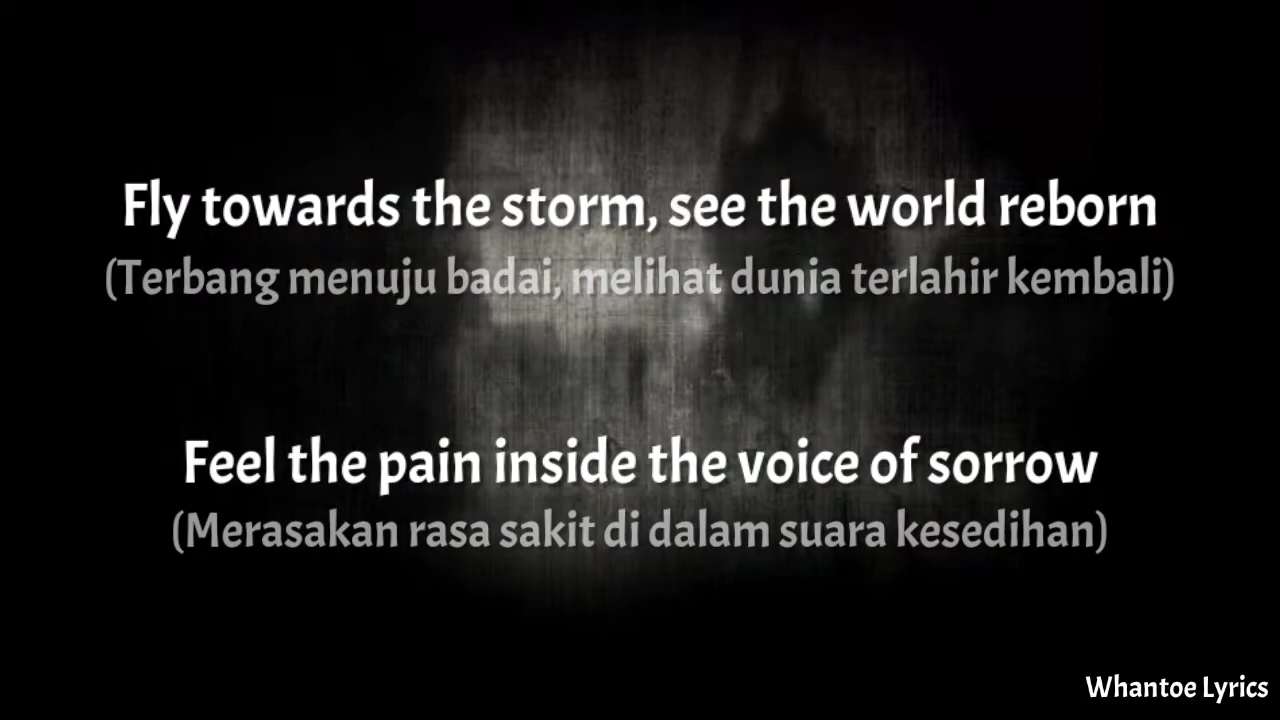 Fly towards the storm, see the world reborn
(Terbang menuju badai, melihat dunia terlahir kembali)
Feel the pain inside the voice of sorrow
(Merasakan rasa sakit di dalam suara kesedihan)
Whantoe Lyrics